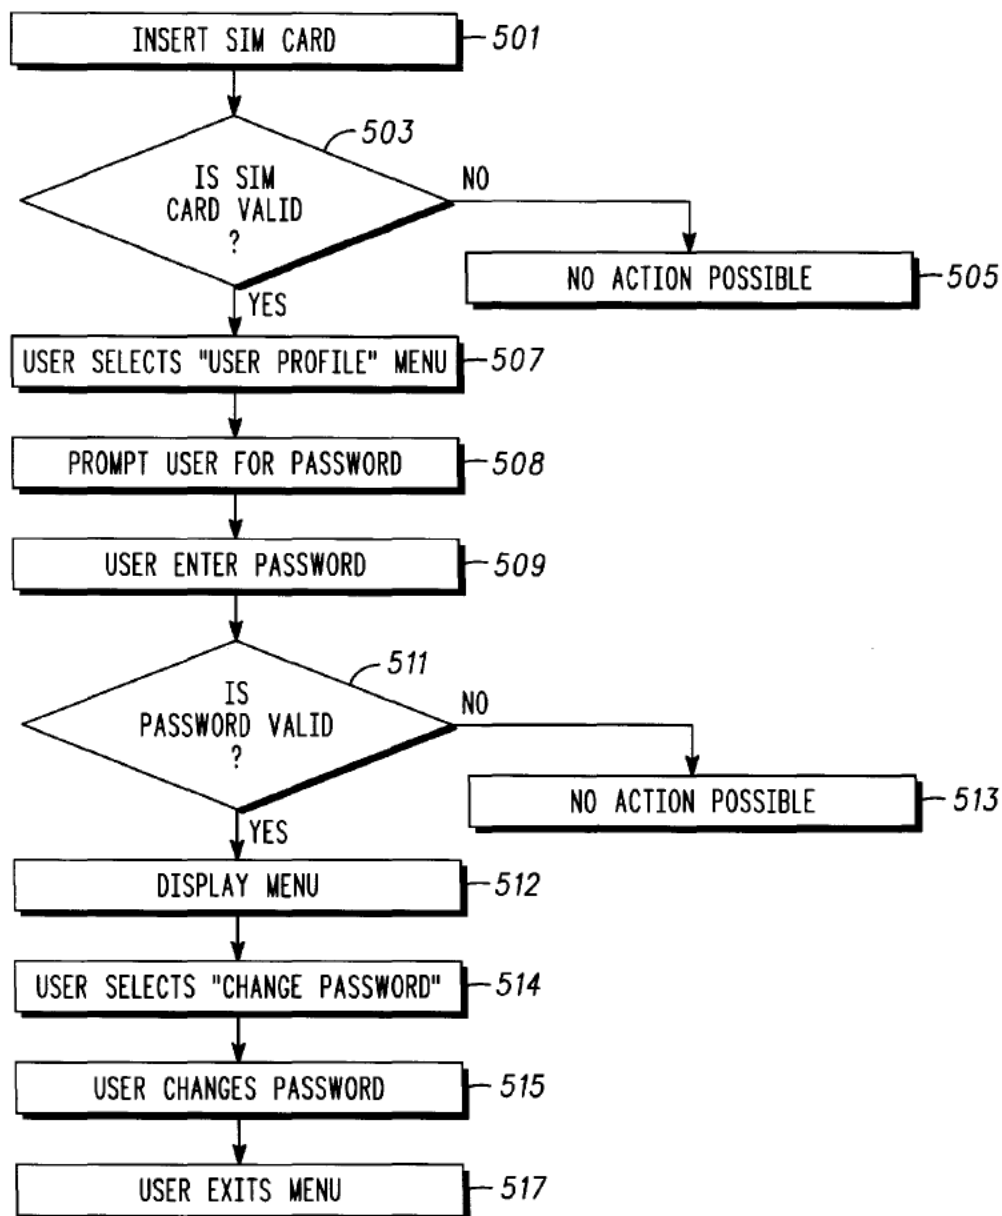 INSERT SIM CARD 501
503
IS SIM
CARD VALID
?
NO
NO ACTION POSSIBLE 505
YES
USER SELECTS "USER PROFILE" MENU 507
PROMPT USER FOR PASSWORD 508
USER ENTER PASSWORD 509
511
IS
PASSWORD VALID
?
NO
NO ACTION POSSIBLE 513
YES
DISPLAY MENU 512
USER SELECTS "CHANGE PASSWORD" 514
USER CHANGES PASSWORD 515
USER EXITS MENU 517